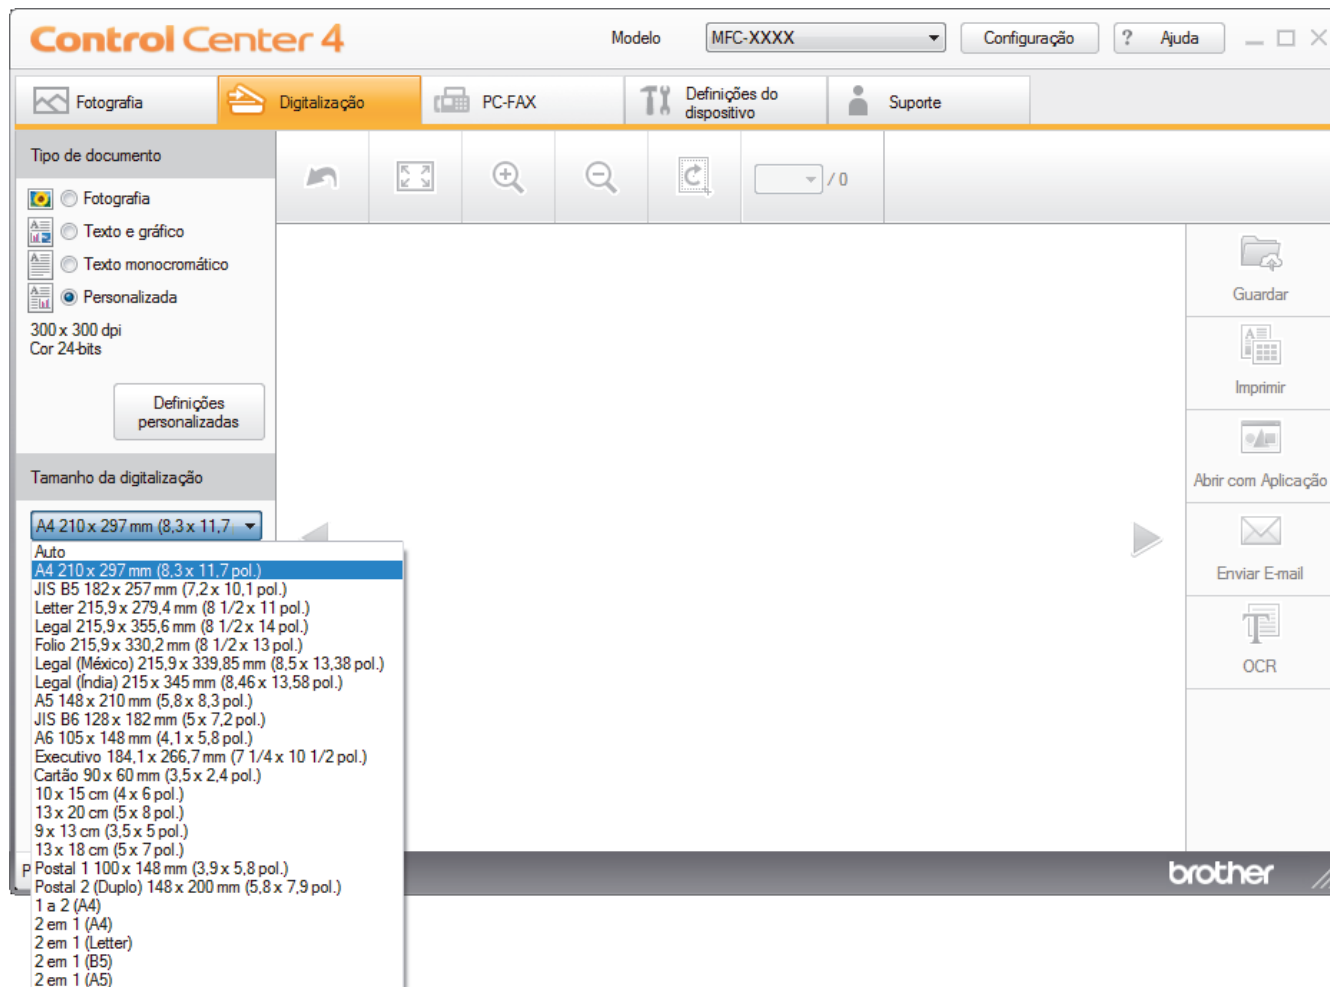 Control Center 4
Modelo
MFC-XXXX
Configuração
? Ajuda
Fotografia
Digitalização
PC-FAX
Definições do
dispositivo
Suporte
Tipo de documento
/ 0
Fotografia
Texto e gráfico
Texto monocromático
Personalizada
300 x 300 dpi
Cor 24-bits
Definições
personalizadas
Tamanho da digitalização
A4 210 x 297 mm (8,3 x 11,7
Auto
A4 210 x 297 mm (8,3 x 11,7 pol.)
JIS B5 182 x 257 mm (7,2 x 10,1 pol.)
Letter 215,9 x 279,4 mm (8 1/2 x 11 pol.)
Legal 215,9 x 355,6 mm (8 1/2 x 14 pol.)
Folio 215,9 x 330,2 mm (8 1/2 x 13 pol.)
Legal (México) 215,9 x 339,85 mm (8,5 x 13,38 pol.)
Legal (Índia) 215 x 345 mm (8,46 x 13,58 pol.)
A5 148 x 210 mm (5,8 x 8,3 pol.)
JIS B6 128 x 182 mm (5 x 7,2 pol.)
A6 105 x 148 mm (4,1 x 5,8 pol.)
Executivo 184,1 x 266,7 mm (7 1/4 x 10 1/2 pol.)
Cartão 90 x 60 mm (3,5 x 2,4 pol.)
10 x 15 cm (4 x 6 pol.)
13 x 20 cm (5 x 8 pol.)
9 x 13 cm (3,5 x 5 pol.)
13 x 18 cm (5 x 7 pol.)
Postal 1 100 x 148 mm (3,9 x 5,8 pol.)
Postal 2 (Duplo) 148 x 200 mm (5,8 x 7,9 pol.)
1 a 2 (A4)
2 em 1 (A4)
2 em 1 (Letter)
2 em 1 (B5)
2 em 1 (A5)
Guardar
Imprimir
Abrir com Aplicação
Enviar E-mail
OCR
brother